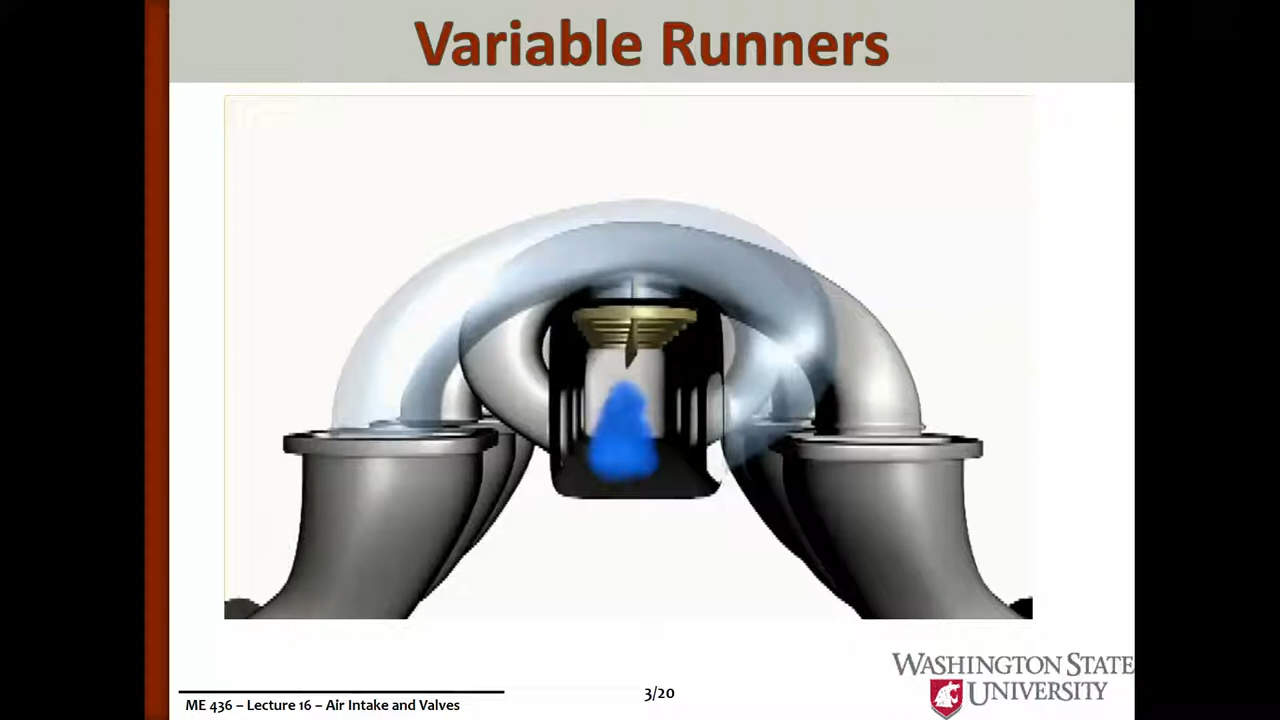 Variable Runners
WASHINGTON STATE
UNIVERSITY
3/20
ME 436 – Lecture 16 – Air Intake and Valves